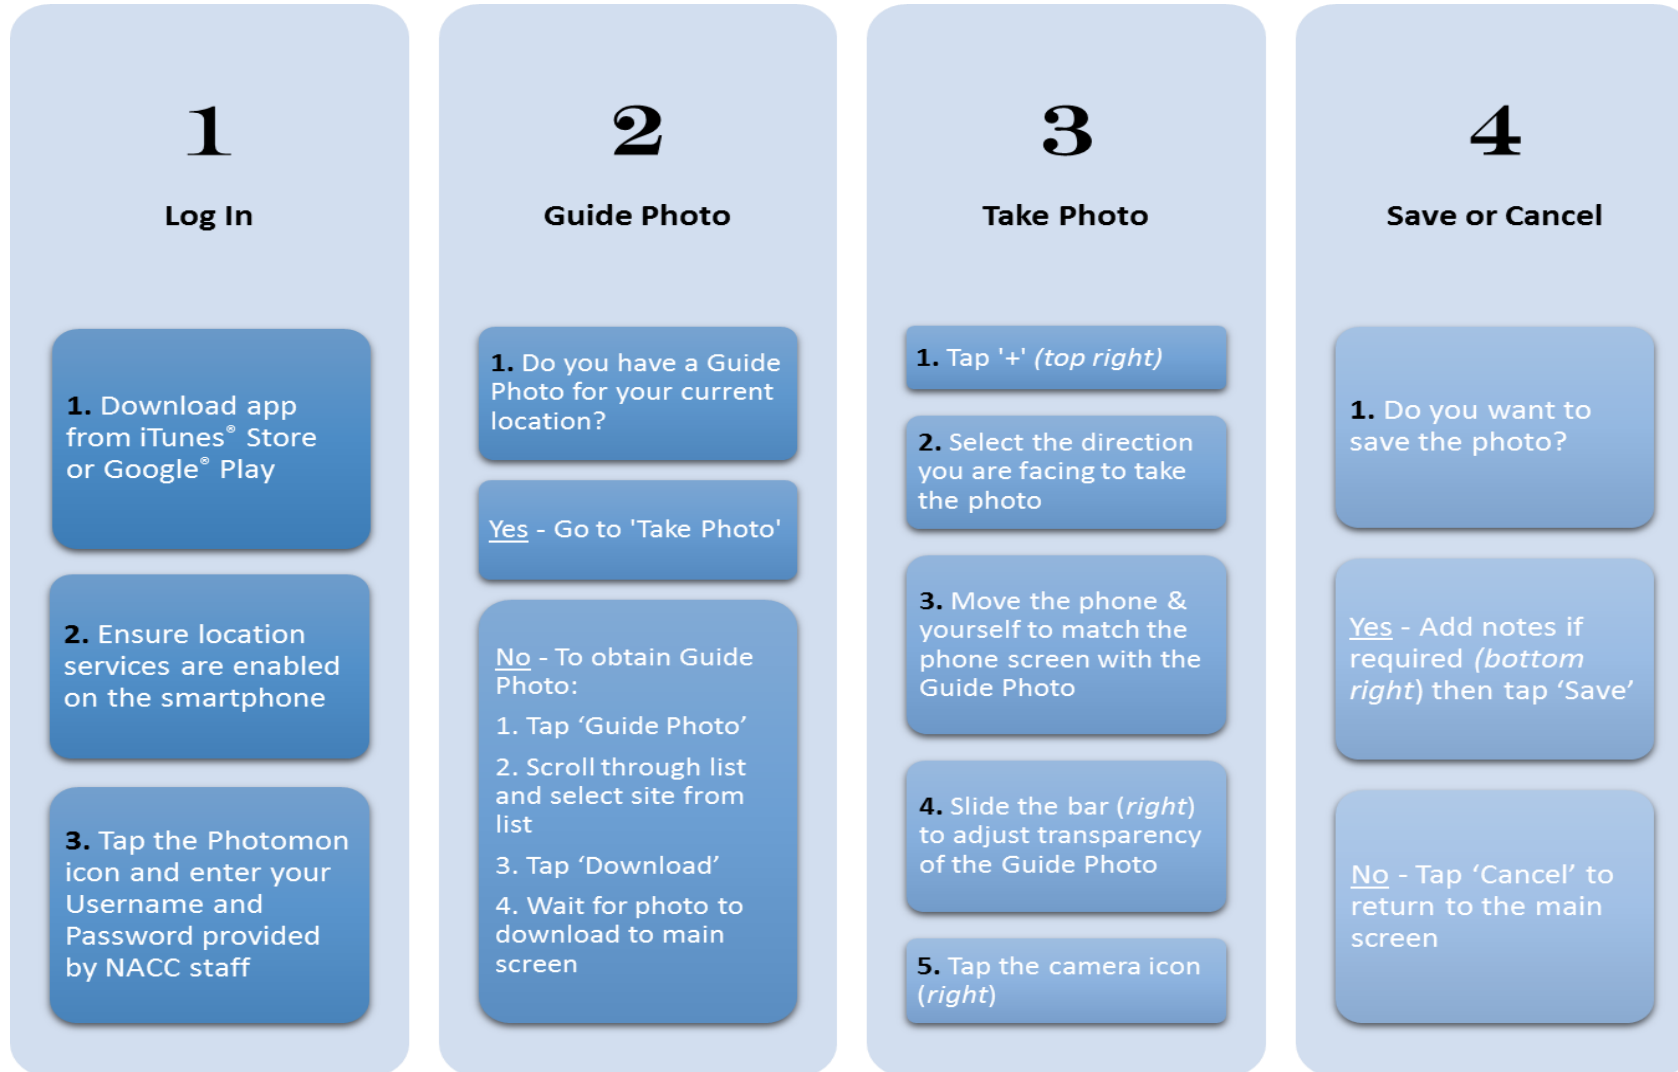 1
Log In
1. Download app
from iTunes® Store
or Google® Play
2. Ensure location
services are enabled
on the smartphone
3. Tap the Photomon
icon and enter your
Username and
Password provided
by NACC staff
2
Guide Photo
1. Do you have a Guide
Photo for your current
location?
Yes - Go to 'Take Photo'
No - To obtain Guide
Photo:
1. Tap ‘Guide Photo’
2. Scroll through list
and select site from
list
3. Tap ‘Download’
4. Wait for photo to
download to main
screen
3
Take Photo
1. Tap '+' (top right)
2. Select the direction
you are facing to take
the photo
3. Move the phone &
yourself to match the
phone screen with the
Guide Photo
4. Slide the bar (right)
to adjust transparency
of the Guide Photo
5. Tap the camera icon
(right)
4
Save or Cancel
1. Do you want to
save the photo?
Yes - Add notes if
required (bottom
right) then tap ‘Save’
No - Tap ‘Cancel’ to
return to the main
screen